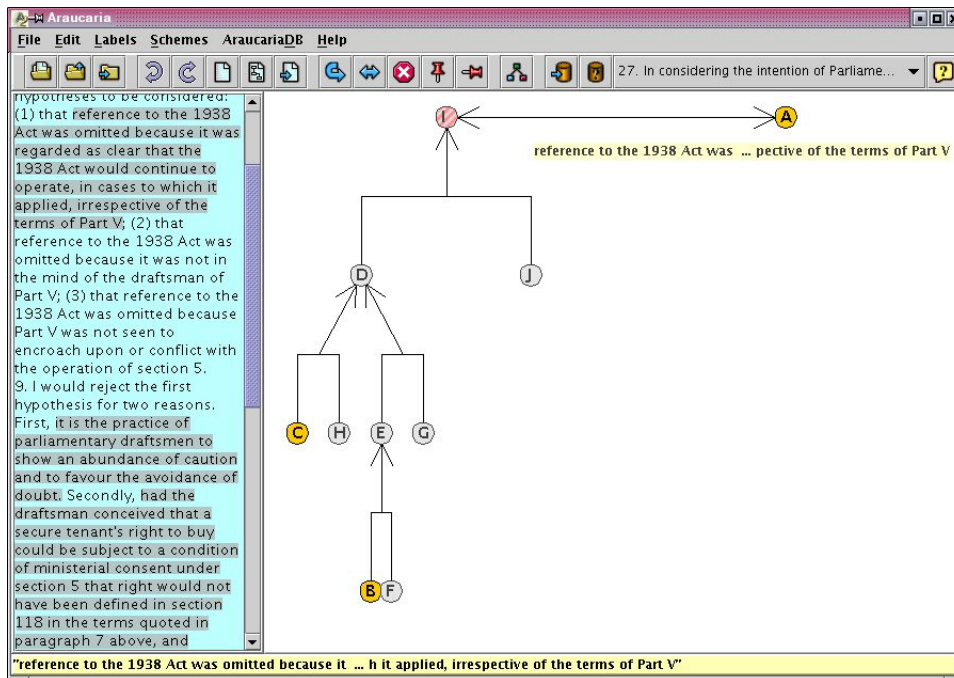 Araucaria
File Edit Labels Schemes AraucariaDB Help
27. In considering the intention of Parliame...
hypotheses to be considered:
(1) that reference to the 1938
Act was omitted because it was
regarded as clear that the
1938 Act would continue to
operate, in cases to which it
applied, irrespective of the
terms of Part V; (2) that
reference to the 1938 Act was
omitted because it was not in
the mind of the draftsman of
Part V; (3) that reference to the
1938 Act was omitted because
Part V was not seen to
encroach upon or conflict with
the operation of section 5.
9. I would reject the first
hypothesis for two reasons.
First, it is the practice of
parliamentary draftsmen to
show an abundance of caution
and to favour the avoidance of
doubt. Secondly, had the
draftsman conceived that a
secure tenant's right to buy
could be subject to a condition
of ministerial consent under
section 5 that right would not
have been defined in section
118 in the terms quoted in
paragraph 7 above, and
I A
reference to the 1938 Act was ... pective of the terms of Part V
D J
C H E G
B F
"reference to the 1938 Act was omitted because it ... h it applied, irrespective of the terms of Part V"